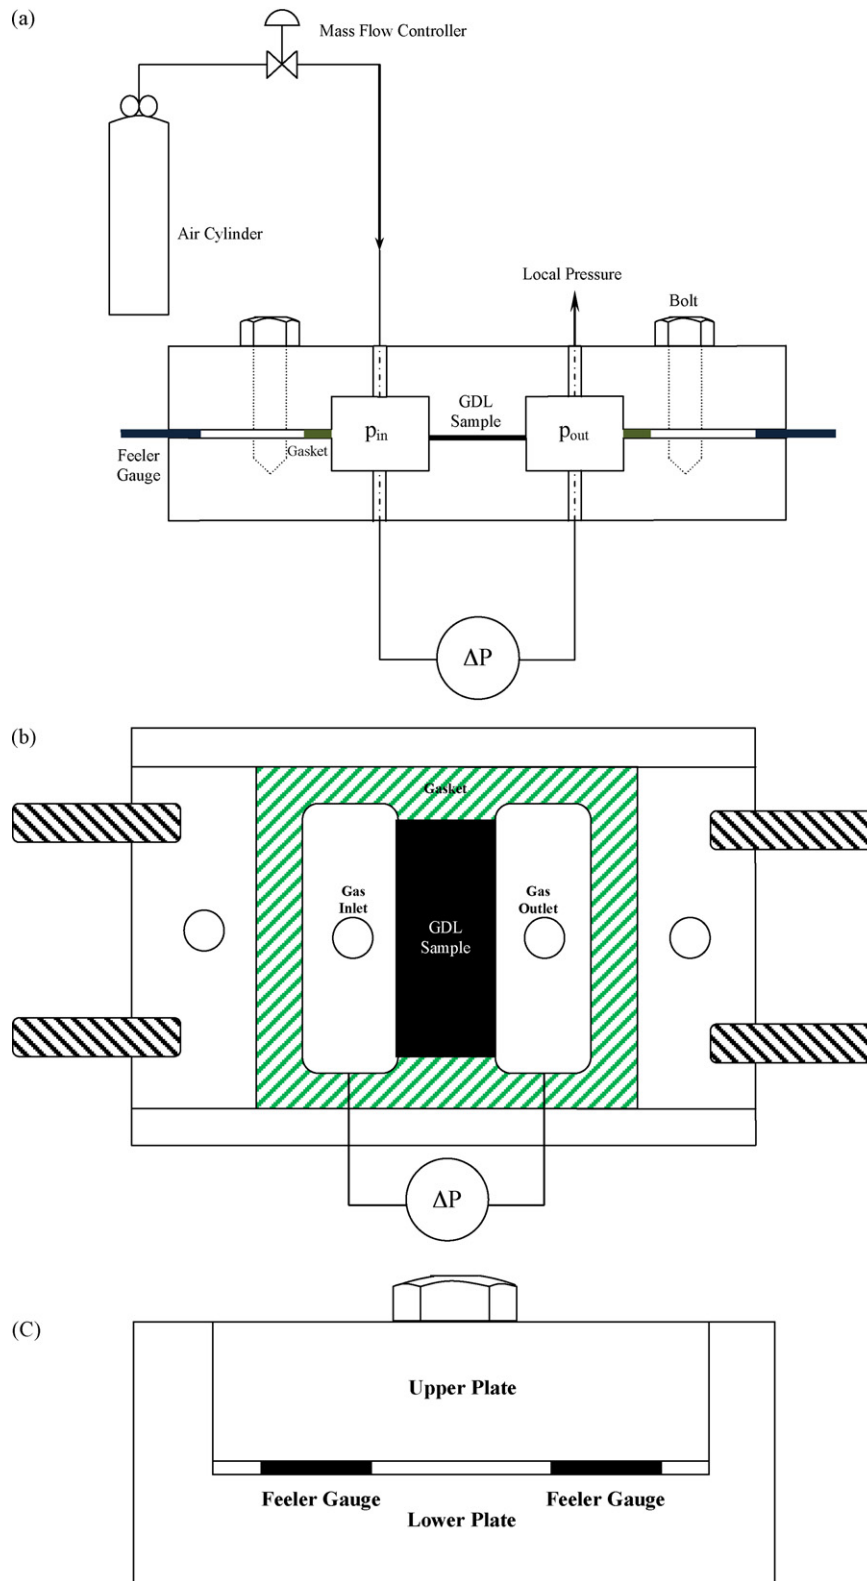 (a)
Mass Flow Controller
Air Cylinder
Local Pressure
Bolt
GDL
Sample
pin
pout
Feeler
Gauge
Gasket
ΔP
(b)
Gasket
Gas
Inlet
Gas
Outlet
GDL
Sample
ΔP
(C)
Upper Plate
Feeler Gauge
Feeler Gauge
Lower Plate